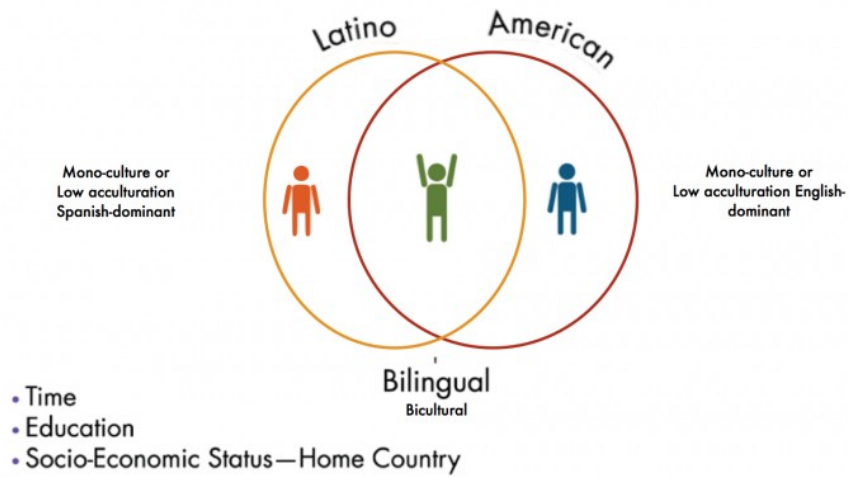 Latino
American
Mono-culture or
Low acculturation
Spanish-dominant
Mono-culture or
Low acculturation English-
dominant
Bilingual
Bicultural
• Time
• Education
• Socio-Economic Status—Home Country